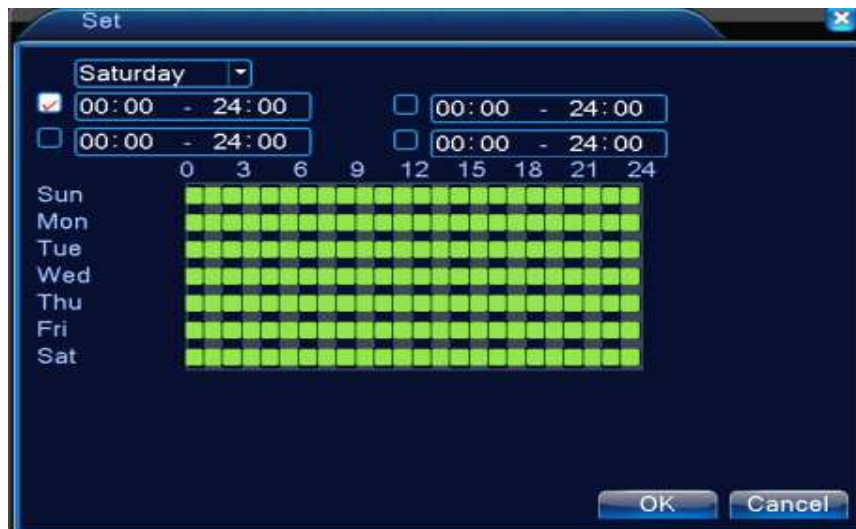 Set
Saturday
00:00 - 24:00 00:00 - 24:00
00:00 - 24:00 00:00 - 24:00
0 3 6 9 12 15 18 21 24
Sun
Mon
Tue
Wed
Thu
Fri
Sat
OK Cancel